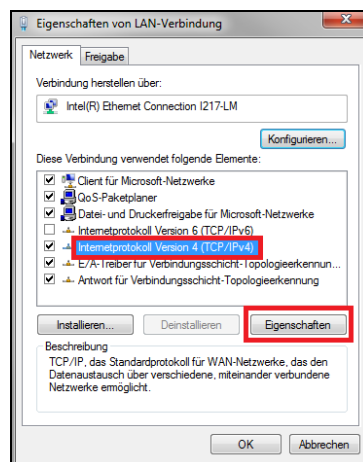 Eigenschaften von LAN-Verbindung
Netzwerk Freigabe
Verbindung herstellen über:
Intel(R) Ethernet Connection I217-LM
Konfigurieren...
Diese Verbindung verwendet folgende Elemente:
Client für Microsoft-Netzwerke
QoS-Paketplaner
Datei- und Druckerfreigabe für Microsoft-Netzwerke
Internetprotokoll Version 6 (TCP/IPv6)
Internetprotokoll Version 4 (TCP/IPv4)
E/A-Treiber für Verbindungsschicht-Topologieerkennun...
Antwort für Verbindungsschicht-Topologieerkennung
Installieren... Deinstallieren Eigenschaften
Beschreibung
TCP/IP, das Standardprotokoll für WAN-Netzwerke, das den
Datenaustausch über verschiedene, miteinander verbundene
Netzwerke ermöglicht.
OK Abbrechen